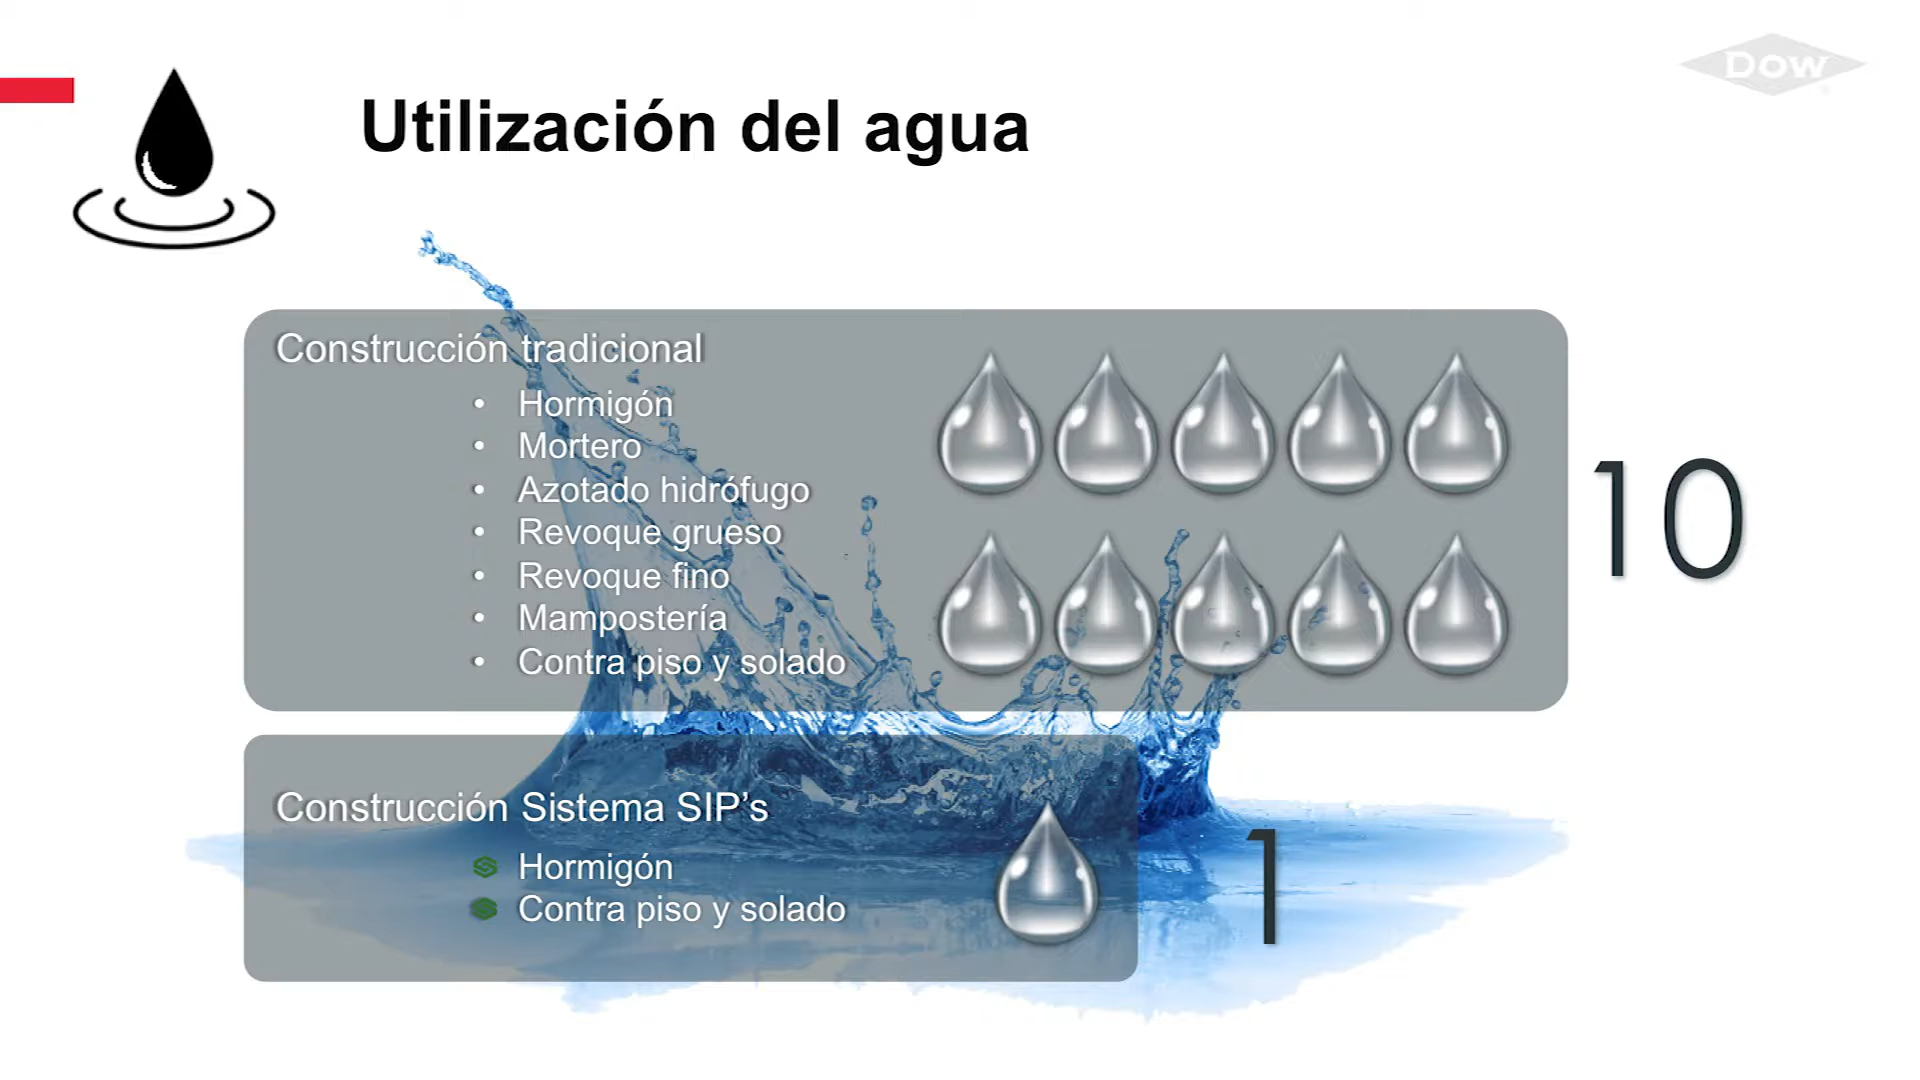 Dow
Utilización del agua
Construcción tradicional
• Hormigón
• Mortero
• Azotado hidrófugo
• Revoque grueso
• Revoque fino
• Mampostería
• Contra piso y solado
10
Construcción Sistema SIP’s
Hormigón
Contra piso y solado
1